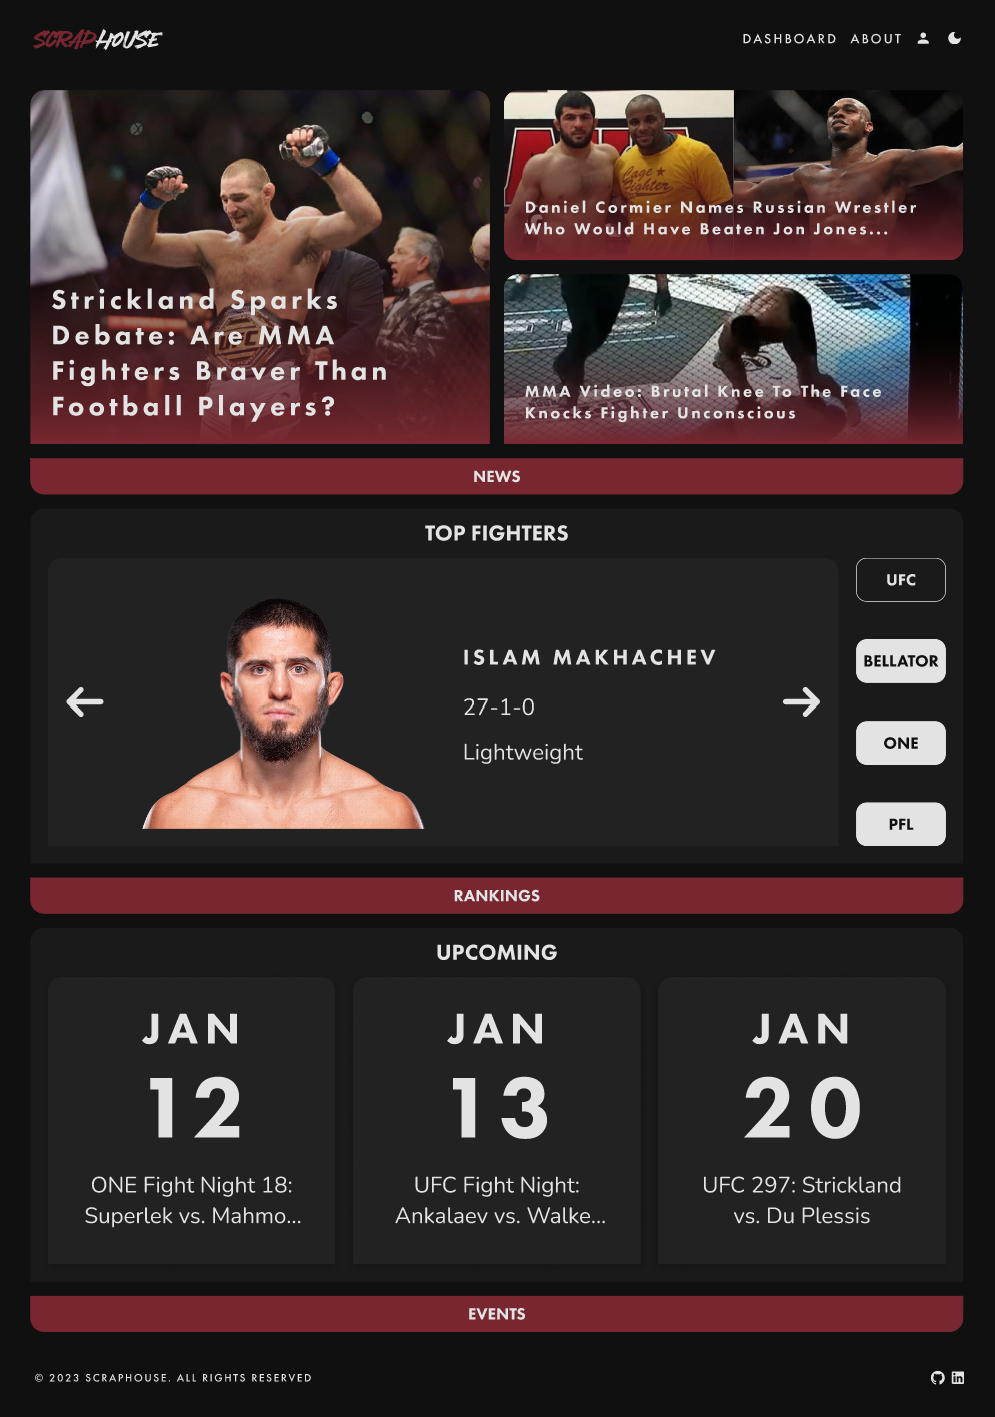 SCRAPHOUSE
DASHBOARD ABOUT
Strickland Sparks
Debate: Are MMA
Fighters Braver Than
Football Players?
Cage
Fighter
Daniel Cormier Names Russian Wrestler
Who Would Have Beaten Jon Jones...
MMA Video: Brutal Knee To The Face
Knocks Fighter Unconscious
NEWS
TOP FIGHTERS
ISLAM MAKHACHEV
27-1-0
Lightweight
UFC
BELLATOR
ONE
PFL
RANKINGS
UPCOMING
JAN
12
ONE Fight Night 18:
Superlek vs. Mahmo...
JAN
13
UFC Fight Night:
Ankalaev vs. Walke...
JAN
20
UFC 297: Strickland
vs. Du Plessis
EVENTS
© 2023 SCRAPHOUSE. ALL RIGHTS RESERVED